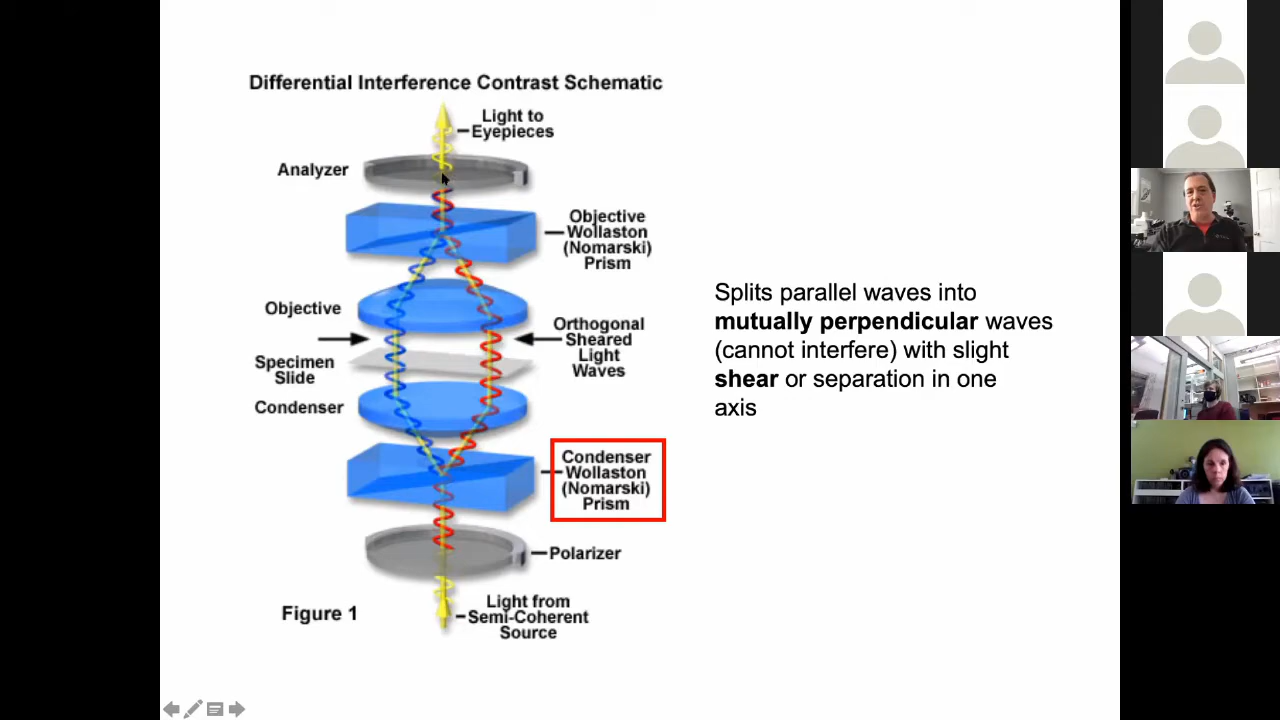 Differential Interference Contrast Schematic
Light to
Eyepieces
Analyzer
Objective
Wollaston
(Nomarski)
Prism
Objective
Orthogonal
Sheared
Light
Waves
Specimen
Slide
Condenser
Condenser
Wollaston
(Nomarski)
Prism
Polarizer
Light from
Semi-Coherent
Source
Figure 1
Splits parallel waves into
mutually perpendicular waves
(cannot interfere) with slight
shear or separation in one
axis